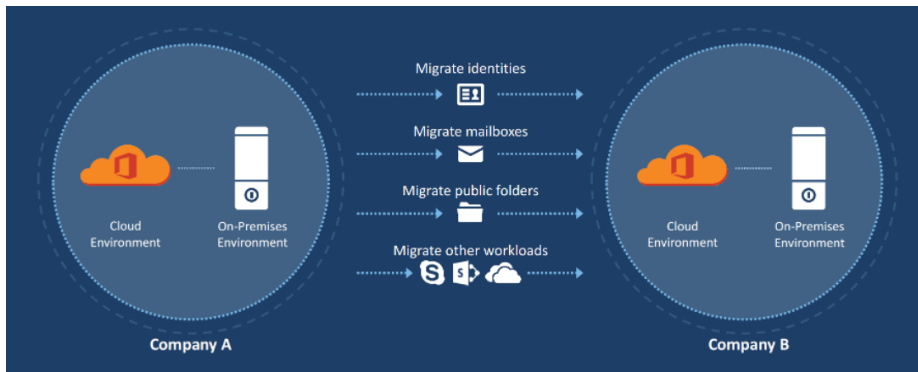 Migrate identities
Migrate mailboxes
Migrate public folders
Migrate other workloads
Cloud
Environment
On-Premises
Environment
Company A
Cloud
Environment
On-Premises
Environment
Company B